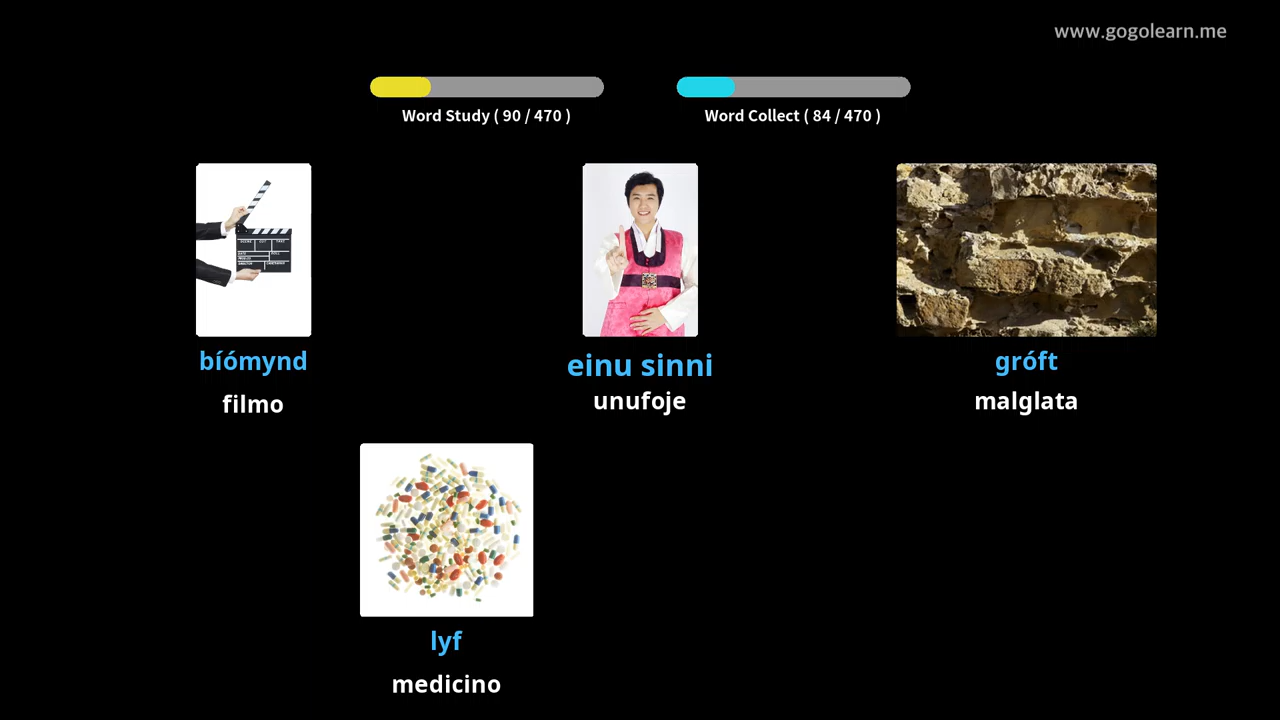 www.gogolearn.me
Word Study ( 90 / 470 )
Word Collect ( 84 / 470 )
bíómynd
filmo
einu sinni
unufoje
gróft
malglata
lyf
medicino